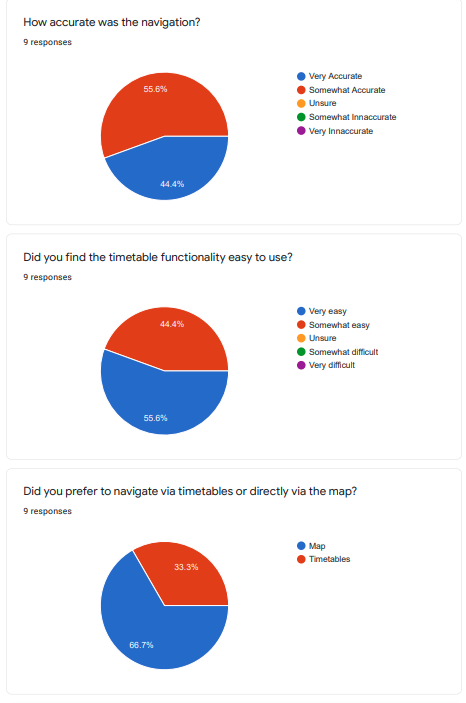 How accurate was the navigation?
9 responses
55.6%
44.4%
Very Accurate
Somewhat Accurate
Unsure
Somewhat Innaccurate
Very Innaccurate
Did you find the timetable functionality easy to use?
9 responses
44.4%
55.6%
Very easy
Somewhat easy
Unsure
Somewhat difficult
Very difficult
Did you prefer to navigate via timetables or directly via the map?
9 responses
33.3%
66.7%
Map
Timetables